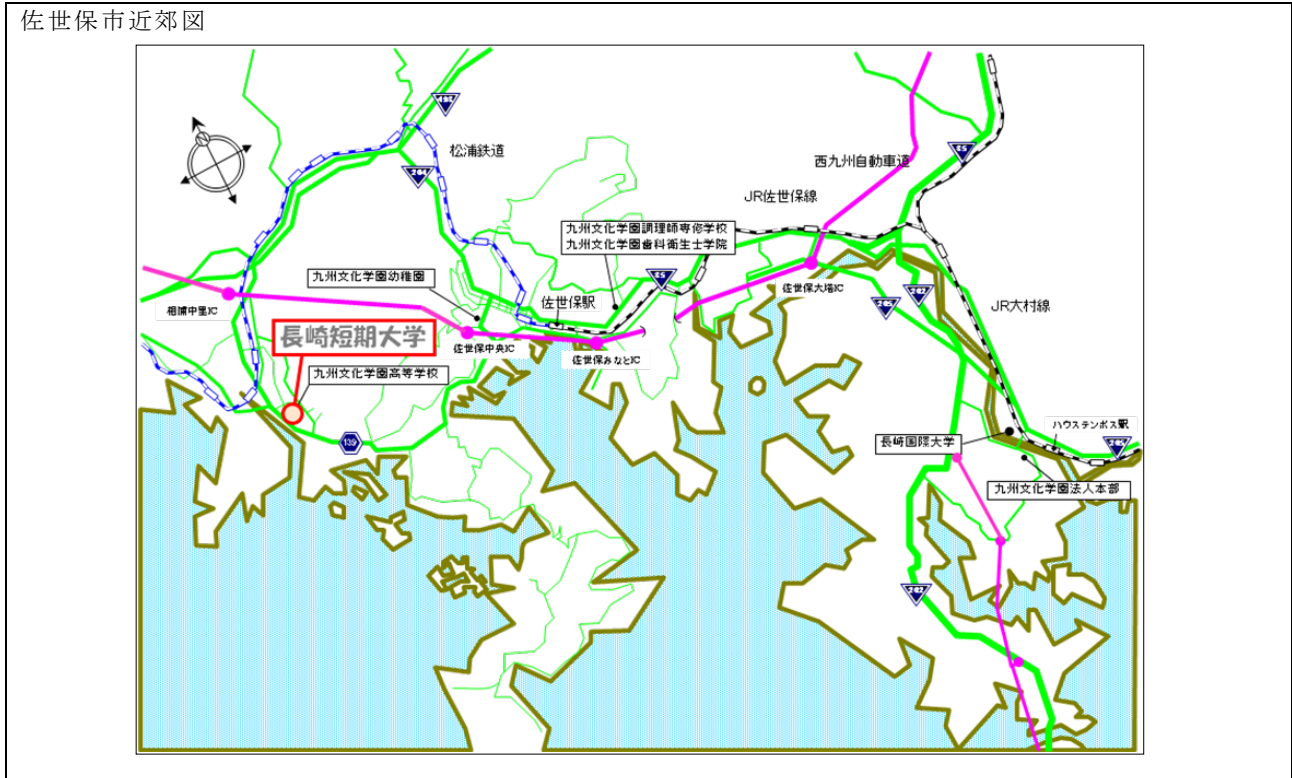 佐世保市近郊図
N
松浦鉄道
204
西九州自動車道
35
JR佐世保線
九州文化学園調理師専修学校
九州文化学園歯科衛生士学院
35
九州文化学園幼稚園
佐世保駅
佐世保大塔IC
202
205
JR大村線
相浦中里IC
長崎短期大学
佐世保中央IC
佐世保みなとIC
九州文化学園高等学校
139
長崎国際大学
ハウステンボス駅
九州文化学園法人本部
202